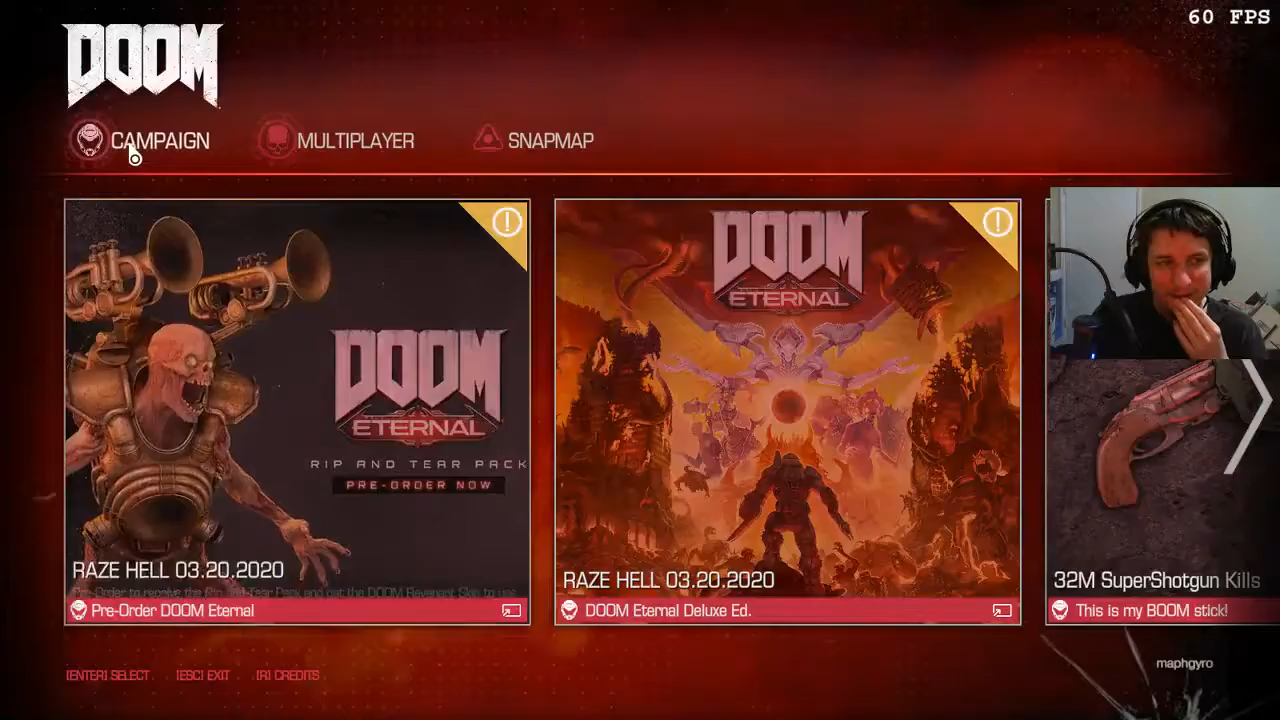 60 FPS
DOOM
CAMPAIGN
MULTIPLAYER
SNAPMAP
DOOM
ETERNAL
RIP AND TEAR PACK
PRE-ORDER NOW
RAZE HELL 03.20.2020
Pre-Order DOOM Eternal
DOOM
ETERNAL
RAZE HELL 03.20.2020
DOOM Eternal Deluxe Ed.
32M SuperShotgun Kills
This is my BOOM stick!
[ENTER] SELECT
[ESC] EXIT
[R] CREDITS
maphgyro